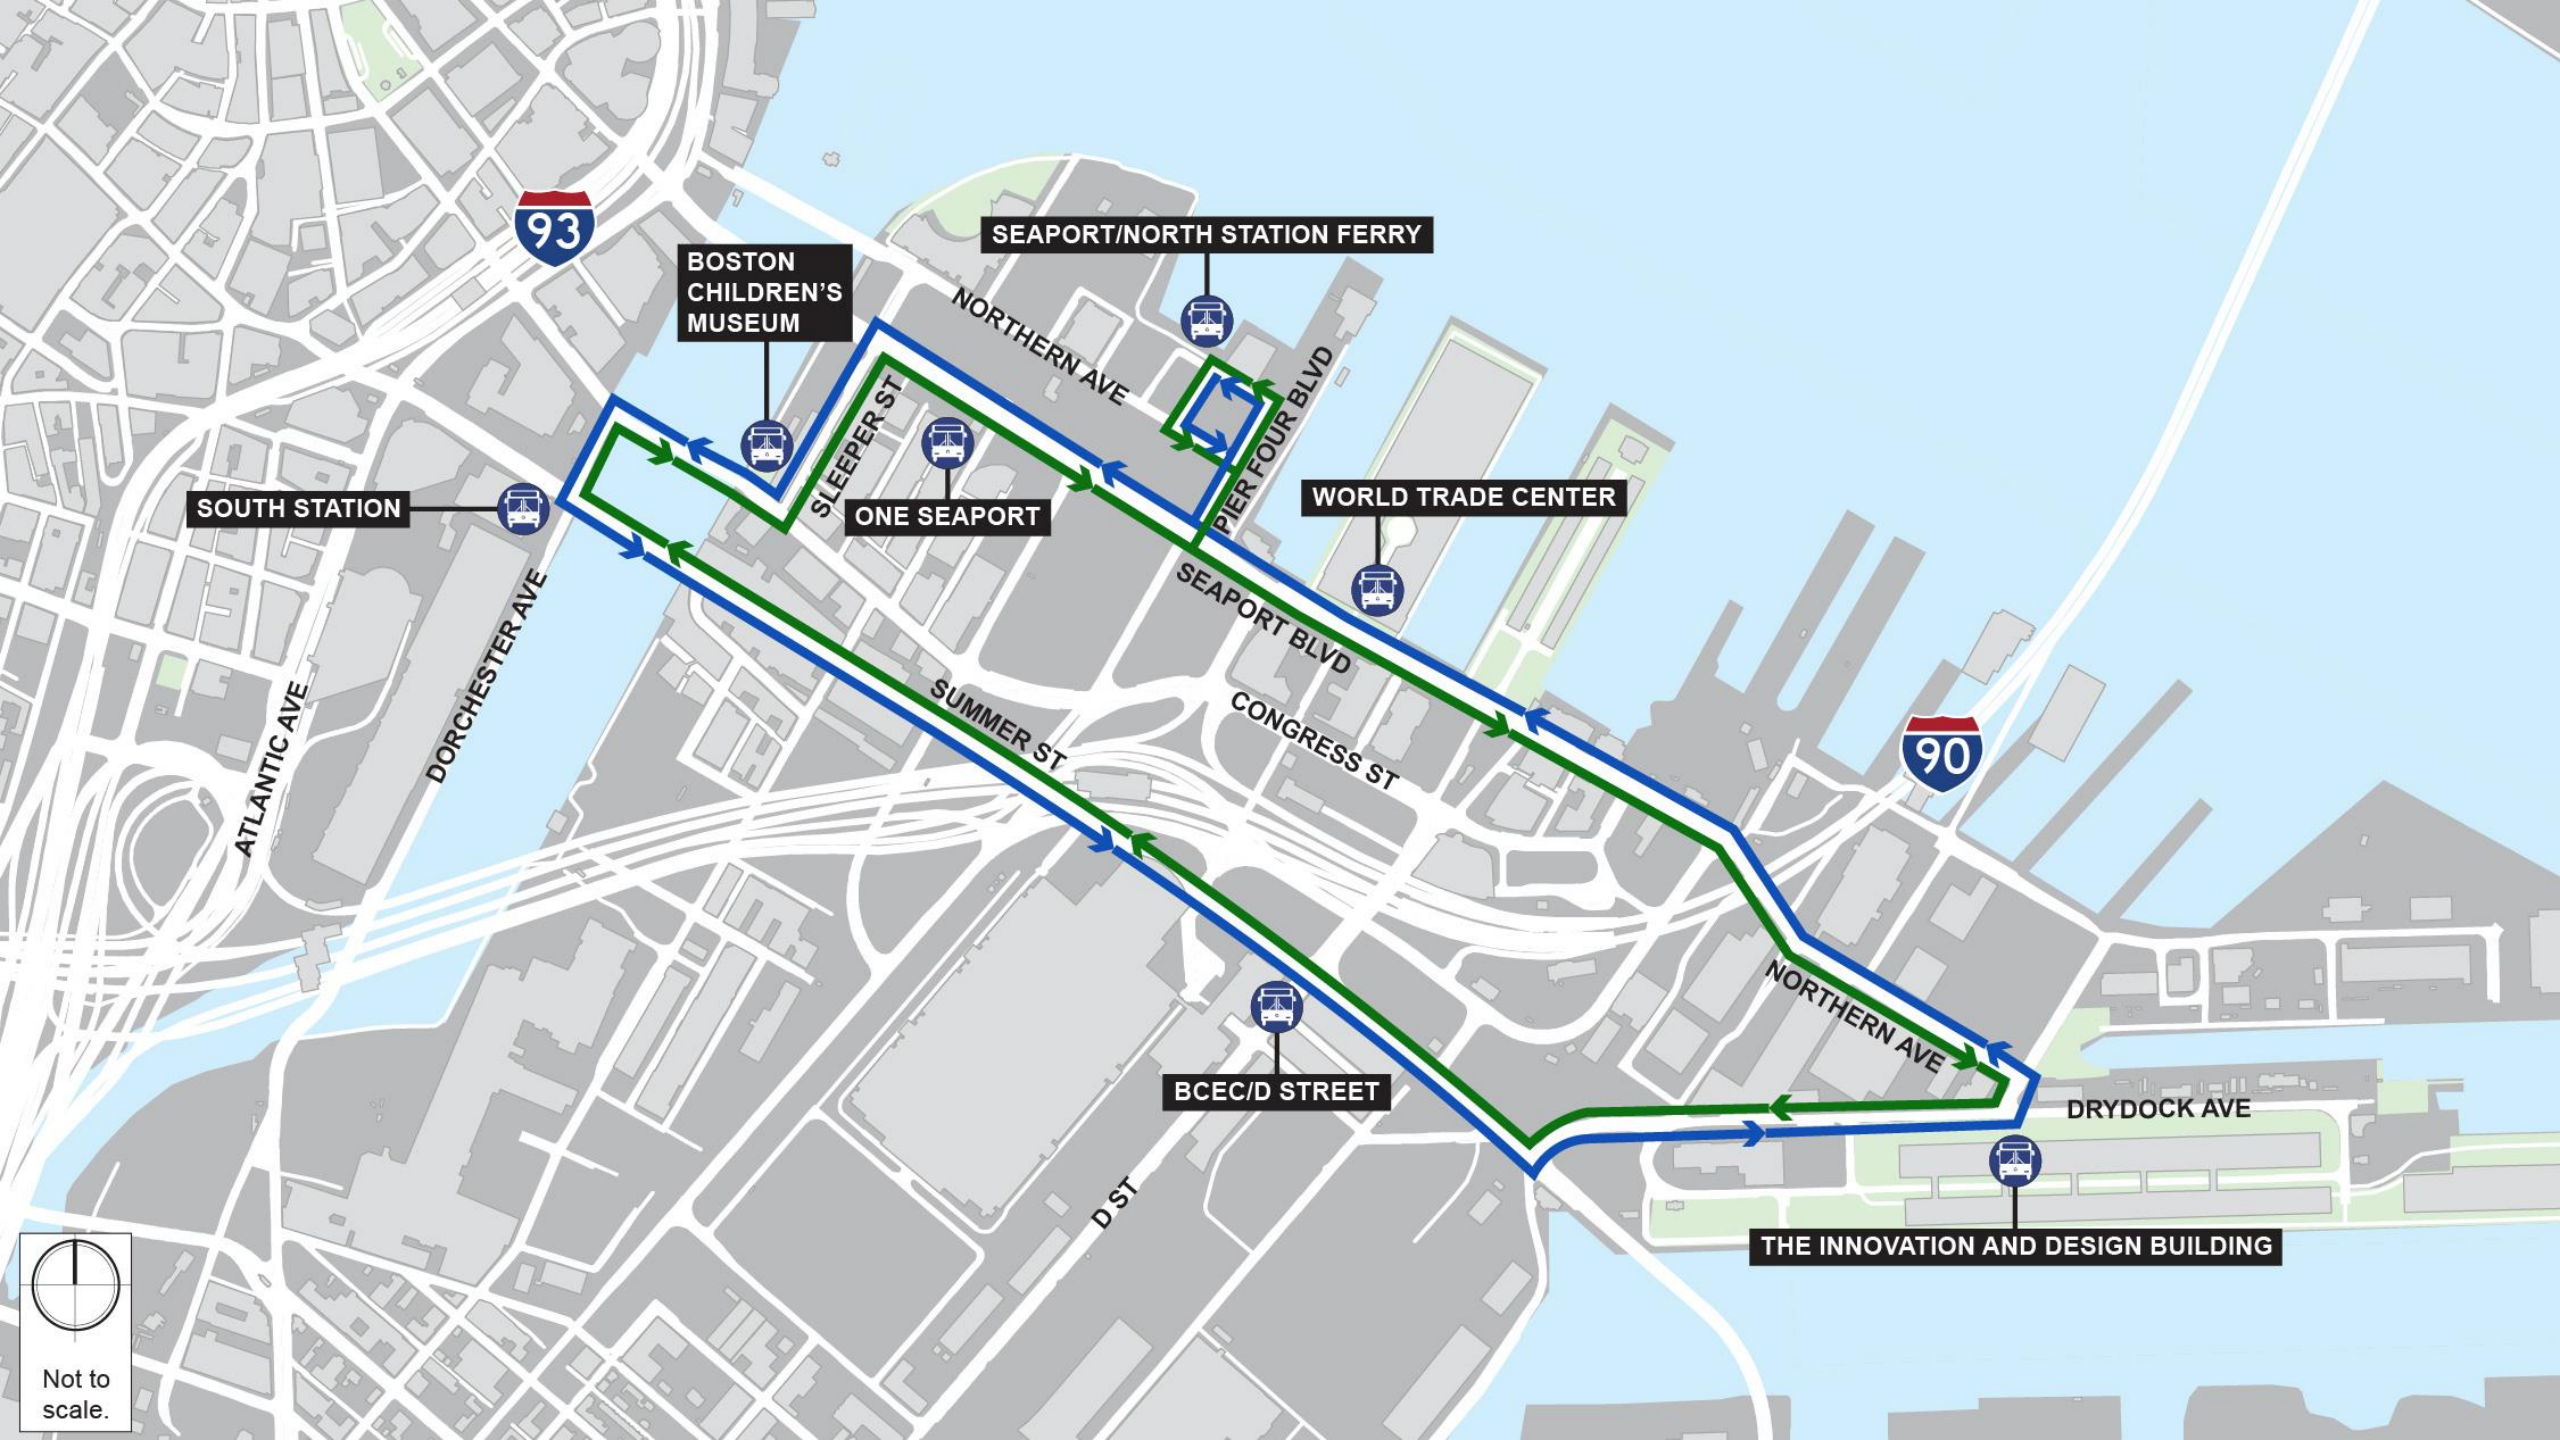 93
SEAPORT/NORTH STATION FERRY
BOSTON
CHILDREN'S
MUSEUM
NORTHERN AVE
PIER FOUR BLVD
SLEEPER ST
SOUTH STATION
ONE SEAPORT
WORLD TRADE CENTER
SEAPORT BLVD
DORCHESTER AVE
ATLANTIC AVE
SUMMER ST
CONGRESS ST
90
NORTHERN AVE
BCEC/D STREET
DRYDOCK AVE
D ST
THE INNOVATION AND DESIGN BUILDING
Not to
scale.